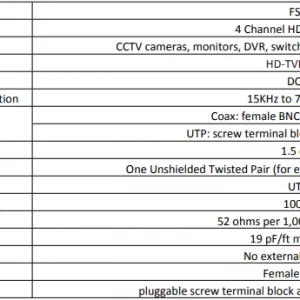 FS
4 Channel HD
CCTV cameras, monitors, DVR, switch
HD-TVI
DC
tion 15KHz to 7
Coax: female BNC
UTP: screw terminal blo
1.5
One Unshielded Twisted Pair (for e
UT
100
52 ohms per 1,00
19 pF/ft m
No external
Female
pluggable screw terminal block a